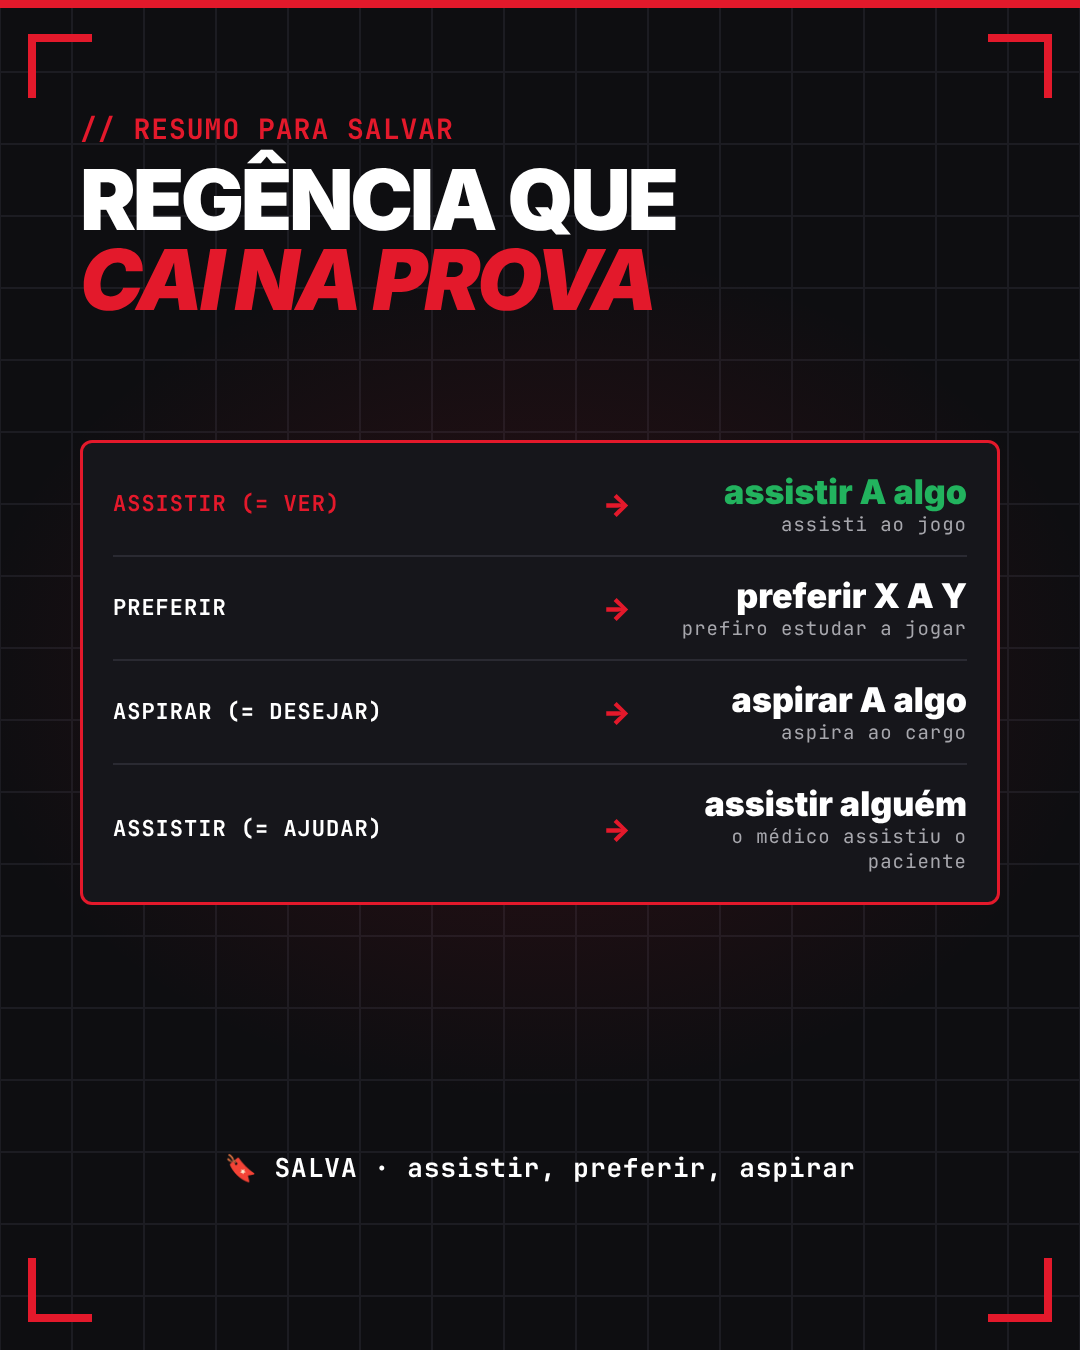 // RESUMO PARA SALVAR
REGÊNCIA QUE
CAI NA PROVA
ASSISTIR (= VER) → assistir A algo
assisti ao jogo
PREFERIR → preferir X A Y
prefiro estudar a jogar
ASPIRAR (= DESEJAR) → aspirar A algo
aspira ao cargo
ASSISTIR (= AJUDAR) → assistir alguém
o médico assistiu o
paciente
🔖 SALVA · assistir, preferir, aspirar